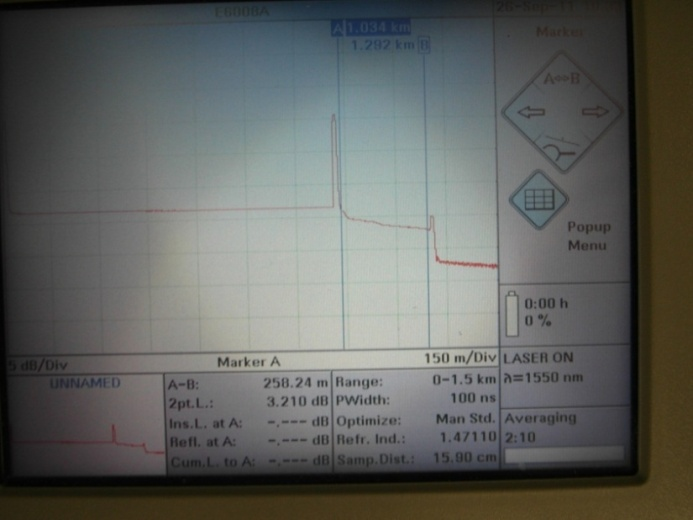 E6008A
A 1.034 km
1.292 km B
Marker
A⇔B
Popup
Menu
0:00 h
0 %
5 dB/Div
Marker A
150 m/Div
LASER ON
λ=1550 nm
UNNAMED
A-B: 258.24 m
2pt.L.: 3.210 dB
Ins.L. at A: -.--- dB
Refl. at A: -.--- dB
Cum.L. to A: -.--- dB
Range: 0-1.5 km
PWidth: 100 ns
Optimize: Man Std.
Refr. Ind.: 1.47110
Samp.Dist.: 15.90 cm
Averaging
2:10